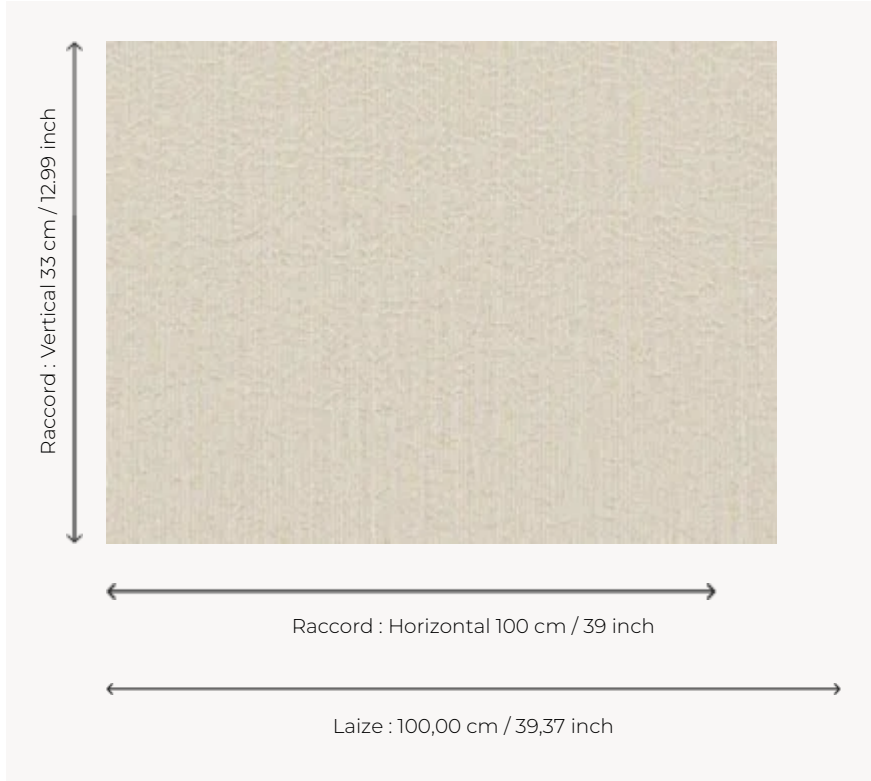 Raccord : Vertical 33 cm / 12.99 inch
Raccord : Horizontal 100 cm / 39 inch
Laize : 100,00 cm / 39,37 inch